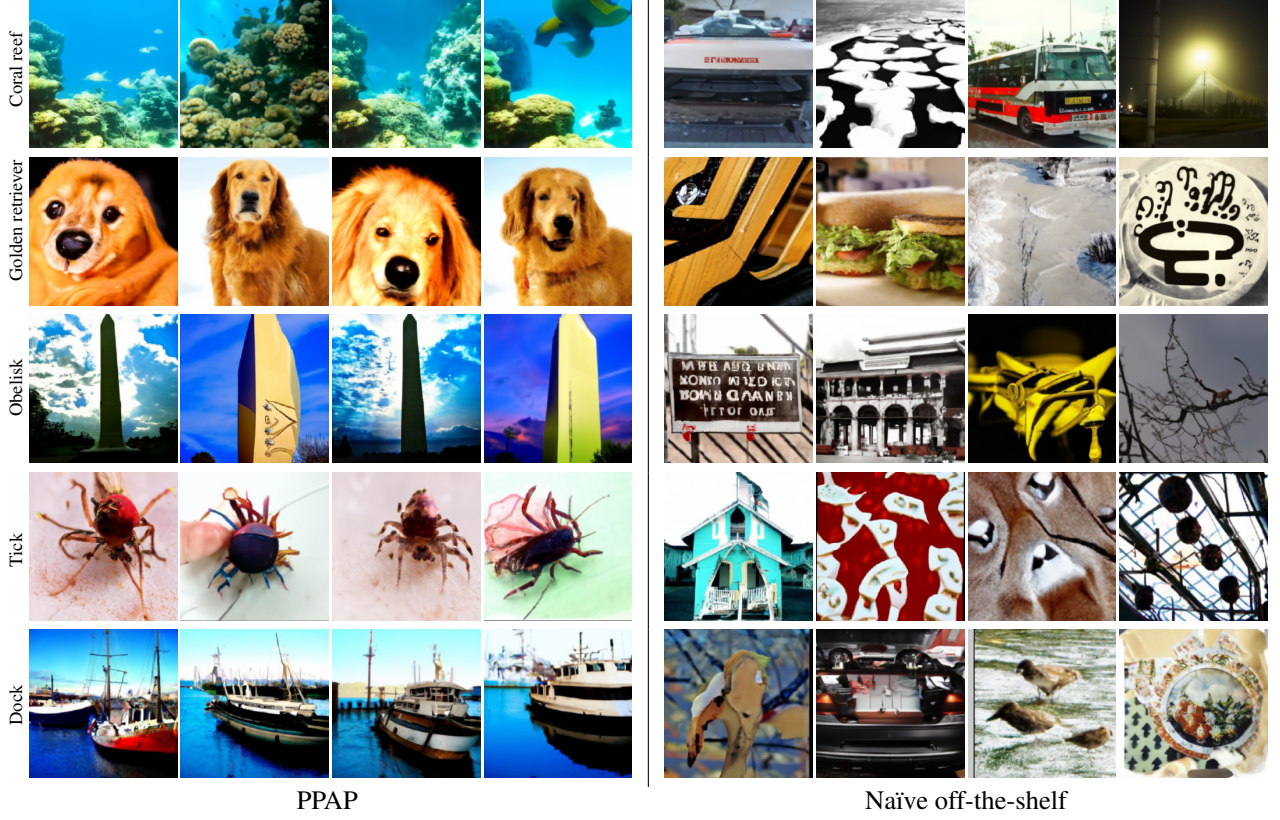 Coral reef
Golden retriever
Obelisk
Tick
Dock
PPAP
Naïve off-the-shelf